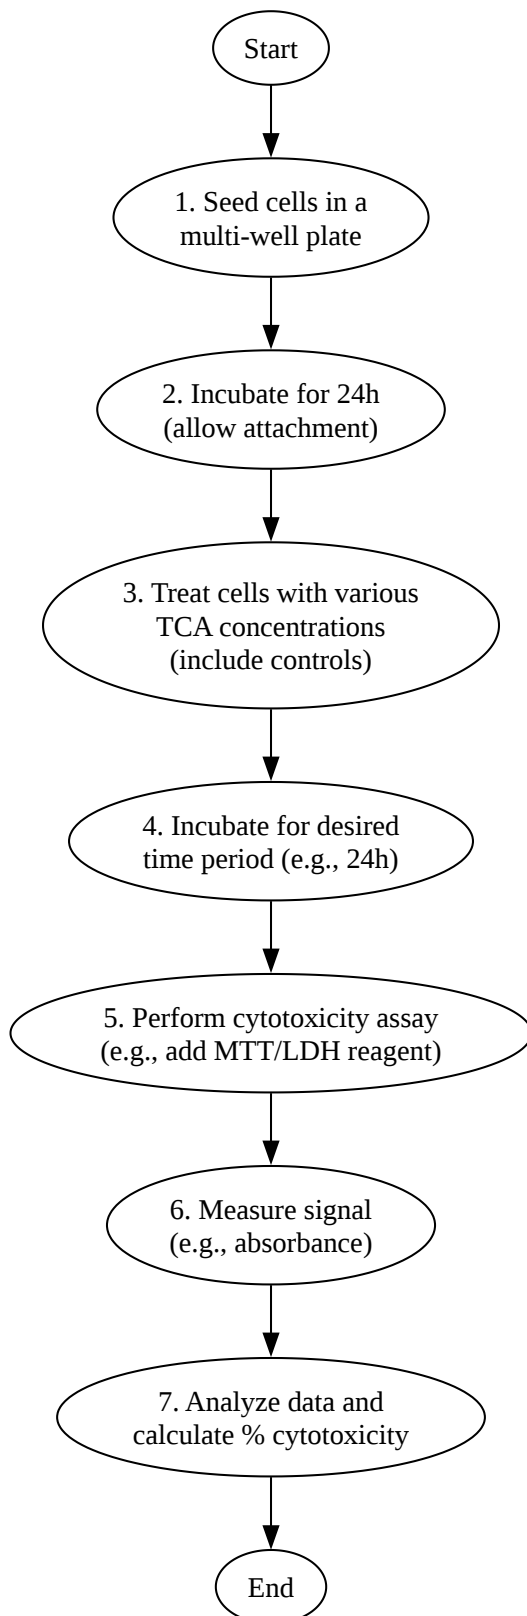 Start
1. Seed cells in a
multi-well plate
2. Incubate for 24h
(allow attachment)
3. Treat cells with various
TCA concentrations
(include controls)
4. Incubate for desired
time period (e.g., 24h)
5. Perform cytotoxicity assay
(e.g., add MTT/LDH reagent)
6. Measure signal
(e.g., absorbance)
7. Analyze data and
calculate % cytotoxicity
End